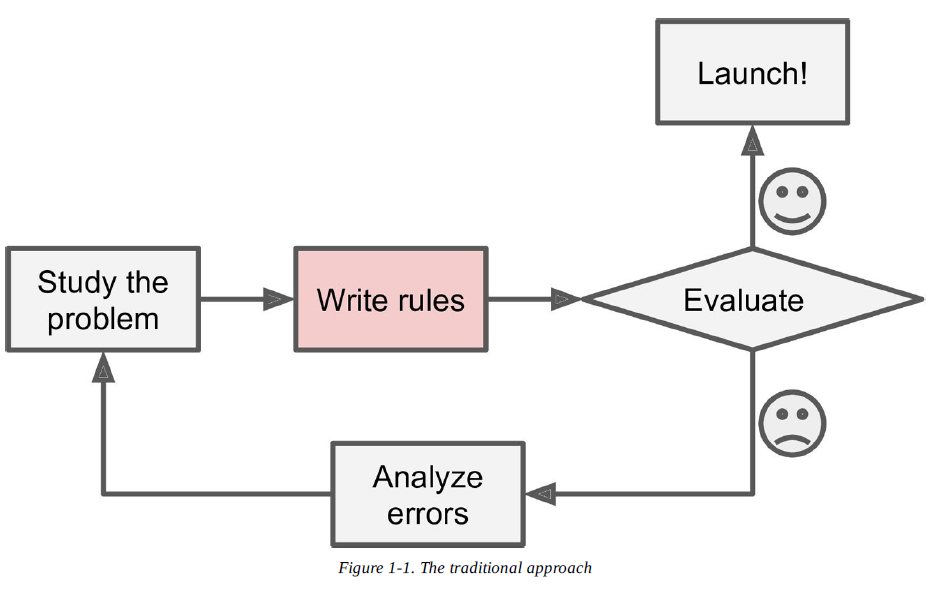 Launch!
Study the
problem
Write rules
Evaluate
Analyze
errors
Figure 1-1. The traditional approach